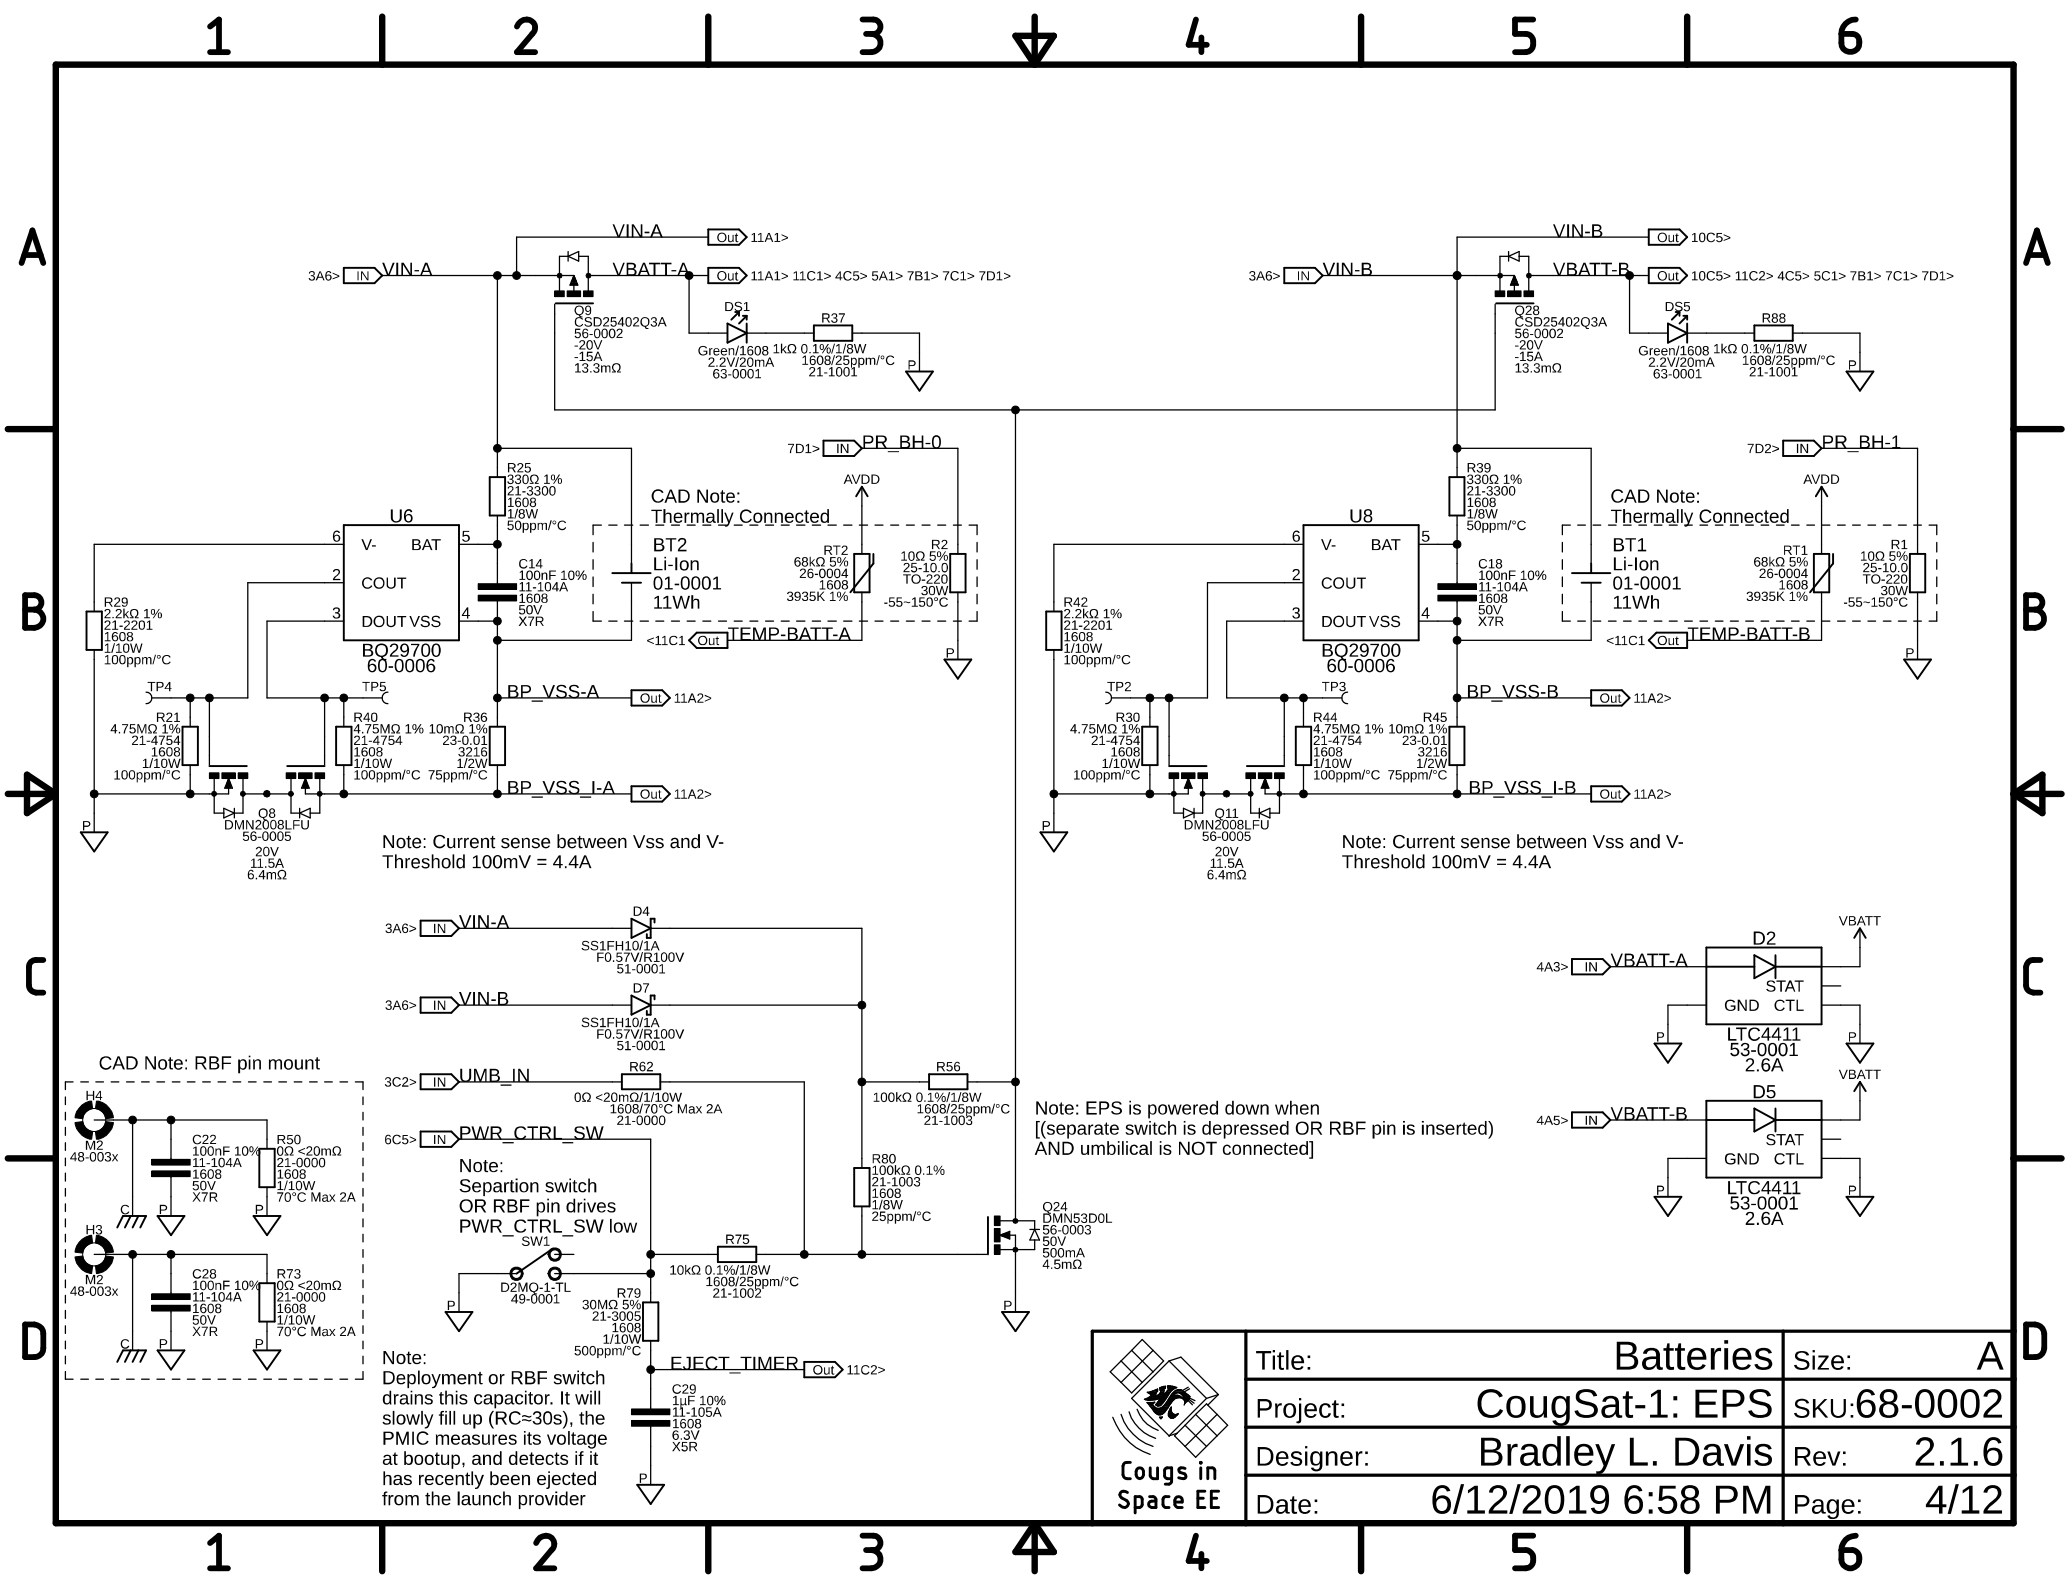 1 2 3 4 5 6
A A
VIN-A
Out 11A1>
3A6> IN VIN-A
VBATT-A
Out 11A1> 11C1> 4C5> 5A1> 7B1> 7C1> 7D1>
Q9
CSD25402Q3A
56-0002
-20V
-15A
13.3mΩ
DS1
Green/1608
2.2V/20mA
63-0001
R37
1kΩ 0.1%/1/8W
1608/25ppm/°C
21-1001
P
VIN-B
Out 10C5>
3A6> IN VIN-B
VBATT-B
Out 10C5> 11C2> 4C5> 5C1> 7B1> 7C1> 7D1>
Q28
CSD25402Q3A
56-0002
-20V
-15A
13.3mΩ
DS5
Green/1608
2.2V/20mA
63-0001
R88
1kΩ 0.1%/1/8W
1608/25ppm/°C
21-1001
P
B B
7D1> IN PR_BH-0
AVDD
R25
330Ω 1%
21-3300
1608
1/8W
50ppm/°C
CAD Note:
Thermally Connected
U6
6 V- BAT 5
2 COUT
3 DOUT VSS 4
BQ29700
60-0006
C14
100nF 10%
11-104A
1608
50V
X7R
BT2
Li-Ion
01-0001
11Wh
RT2
68kΩ 5%
26-0004
1608
3935K 1%
R2
10Ω 5%
25-10.0
TO-220
30W
-55~150°C
<11C1 Out TEMP-BATT-A
P
R29
2.2kΩ 1%
21-2201
1608
1/10W
100ppm/°C
TP4
TP5
BP_VSS-A
Out 11A2>
R21
4.75MΩ 1%
21-4754
1608
1/10W
100ppm/°C
R40
4.75MΩ 1%
21-4754
1608
1/10W
100ppm/°C
R36
10mΩ 1%
23-0.01
3216
1/2W
75ppm/°C
BP_VSS_I-A
Out 11A2>
P
Q8
DMN2008LFU
56-0005
20V
11.5A
6.4mΩ
Note: Current sense between Vss and V-
Threshold 100mV = 4.4A
7D2> IN PR_BH-1
AVDD
R39
330Ω 1%
21-3300
1608
1/8W
50ppm/°C
CAD Note:
Thermally Connected
U8
6 V- BAT 5
2 COUT
3 DOUT VSS 4
BQ29700
60-0006
C18
100nF 10%
11-104A
1608
50V
X7R
BT1
Li-Ion
01-0001
11Wh
RT1
68kΩ 5%
26-0004
1608
3935K 1%
R1
10Ω 5%
25-10.0
TO-220
30W
-55~150°C
<11C1 Out TEMP-BATT-B
P
R42
2.2kΩ 1%
21-2201
1608
1/10W
100ppm/°C
TP2
TP3
BP_VSS-B
Out 11A2>
R30
4.75MΩ 1%
21-4754
1608
1/10W
100ppm/°C
R44
4.75MΩ 1%
21-4754
1608
1/10W
100ppm/°C
R45
10mΩ 1%
23-0.01
3216
1/2W
75ppm/°C
BP_VSS_I-B
Out 11A2>
P
Q11
DMN2008LFU
56-0005
20V
11.5A
6.4mΩ
Note: Current sense between Vss and V-
Threshold 100mV = 4.4A
C C
3A6> IN VIN-A
D4
SS1FH10/1A
F0.57V/R100V
51-0001
3A6> IN VIN-B
D7
SS1FH10/1A
F0.57V/R100V
51-0001
3C2> IN UMB_IN
R62
0Ω <20mΩ/1/10W
1608/70°C Max 2A
21-0000
R56
100kΩ 0.1%/1/8W
1608/25ppm/°C
21-1003
6C5> IN PWR_CTRL_SW
Note:
Separtion switch
OR RBF pin drives
PWR_CTRL_SW low
Note: EPS is powered down when
[(separate switch is depressed OR RBF pin is inserted)
AND umbilical is NOT connected]
R80
100kΩ 0.1%
21-1003
1608
1/8W
25ppm/°C
Q24
DMN53D0L
56-0003
50V
500mA
4.5mΩ
P
SW1
D2MQ-1-TL
49-0001
P
R75
10kΩ 0.1%/1/8W
1608/25ppm/°C
21-1002
R79
30MΩ 5%
21-3005
1608
1/10W
500ppm/°C
EJECT_TIMER
Out 11C2>
C29
1µF 10%
11-105A
1608
6.3V
X5R
P
Note:
Deployment or RBF switch
drains this capacitor. It will
slowly fill up (RC≈30s), the
PMIC measures its voltage
at bootup, and detects if it
has recently been ejected
from the launch provider
CAD Note: RBF pin mount
H4
M2
48-003x
C22
100nF 10%
11-104A
1608
50V
X7R
R50
0Ω <20mΩ
21-0000
1608
1/10W
70°C Max 2A
C P P
H3
M2
48-003x
C28
100nF 10%
11-104A
1608
50V
X7R
R73
0Ω <20mΩ
21-0000
1608
1/10W
70°C Max 2A
C P P
4A3> IN VBATT-A
D2
VBATT
STAT
GND CTL
LTC4411
53-0001
2.6A
P P
4A5> IN VBATT-B
D5
VBATT
STAT
GND CTL
LTC4411
53-0001
2.6A
P P
D D
Cougs in
Space EE
Title: Batteries Size: A
Project: CougSat-1: EPS SKU: 68-0002
Designer: Bradley L. Davis Rev: 2.1.6
Date: 6/12/2019 6:58 PM Page: 4/12
1 2 3 4 5 6